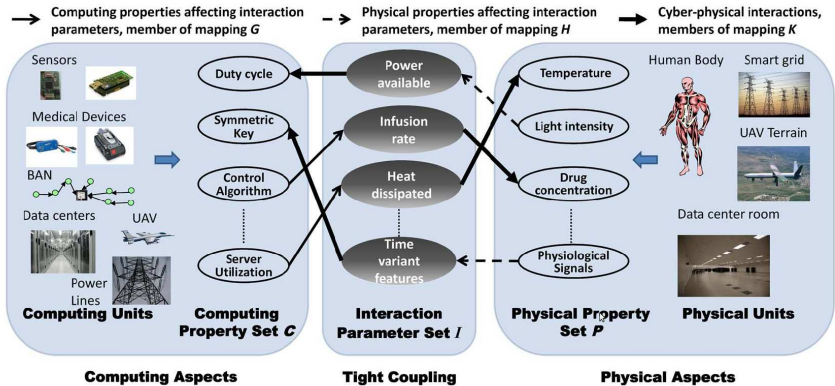 Computing properties affecting interaction
parameters, member of mapping G
Physical properties affecting interaction
parameters, member of mapping H
Cyber-physical interactions,
members of mapping K
Sensors
Medical Devices
BAN
Data centers
UAV
Power
Lines
Computing Units
Duty cycle
Symmetric
Key
Control
Algorithm
Server
Utilization
Computing
Property Set C
Power
available
Infusion
rate
Heat
dissipated
Time
variant
features
Interaction
Parameter Set I
Temperature
Light intensity
Drug
concentration
Physiological
Signals
Physical Property
Set P
Human Body
Smart grid
UAV Terrain
Data center room
Physical Units
Computing Aspects
Tight Coupling
Physical Aspects